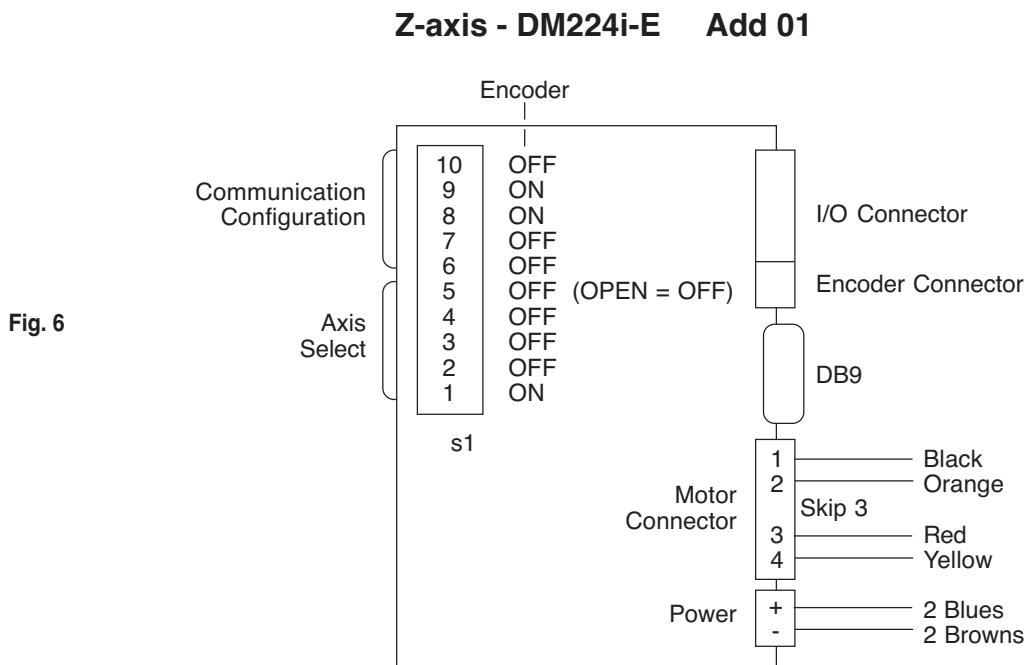 Z-axis - DM224i-E Add 01
Encoder
Communication
Configuration
10 OFF
9 ON
8 ON
7 OFF
6 OFF
Axis
Select
5 OFF (OPEN = OFF)
4 OFF
3 OFF
2 OFF
1 ON
s1
I/O Connector
Encoder Connector
DB9
Motor
Connector
1 Black
2 Orange
Skip 3
3 Red
4 Yellow
Power
+ 2 Blues
- 2 Browns
Fig. 6